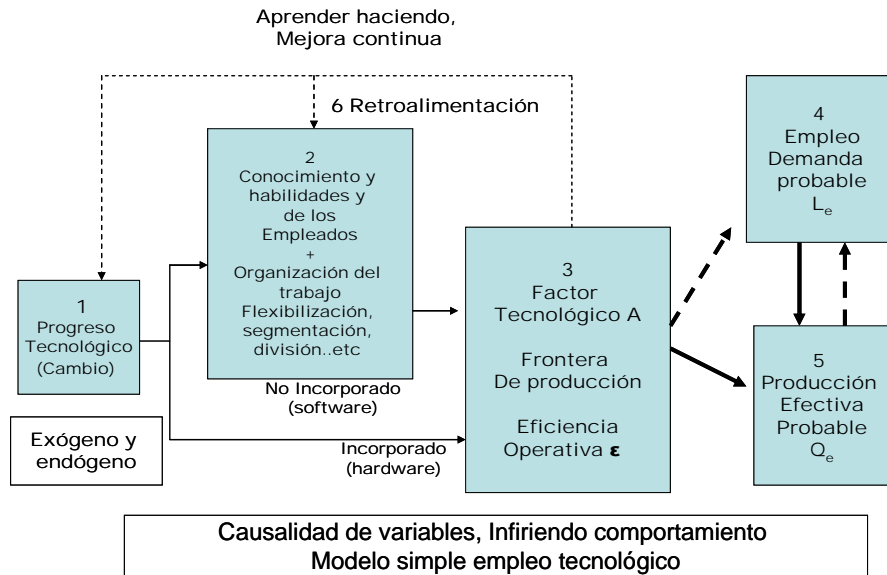 Aprender haciendo,
Mejora continua
6 Retroalimentación
2
Conocimiento y
habilidades y
de los
Empleados
+
Organización del
trabajo
Flexibilización,
segmentación,
división..etc
1
Progreso
Tecnológico
(Cambio)
No Incorporado
(software)
Exógeno y
endógeno
Incorporado
(hardware)
3
Factor
Tecnológico A
Frontera
De producción
Eficiencia
Operativa ε
4
Empleo
Demanda
probable
Lₑ
5
Producción
Efectiva
Probable
Qₑ
Causalidad de variables, Infiriendo comportamiento
Modelo simple empleo tecnológico